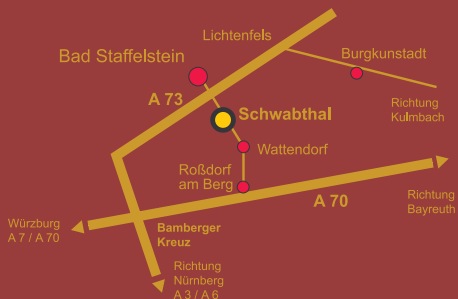 Lichtenfels
Burgkunstadt
Bad Staffelstein
A 73
Richtung
Kulmbach
Schwabthal
Wattendorf
Roßdorf
am Berg
A 70
Richtung
Bayreuth
Würzburg
A 7 / A 70
Bamberger
Kreuz
Richtung
Nürnberg
A 3 / A 6